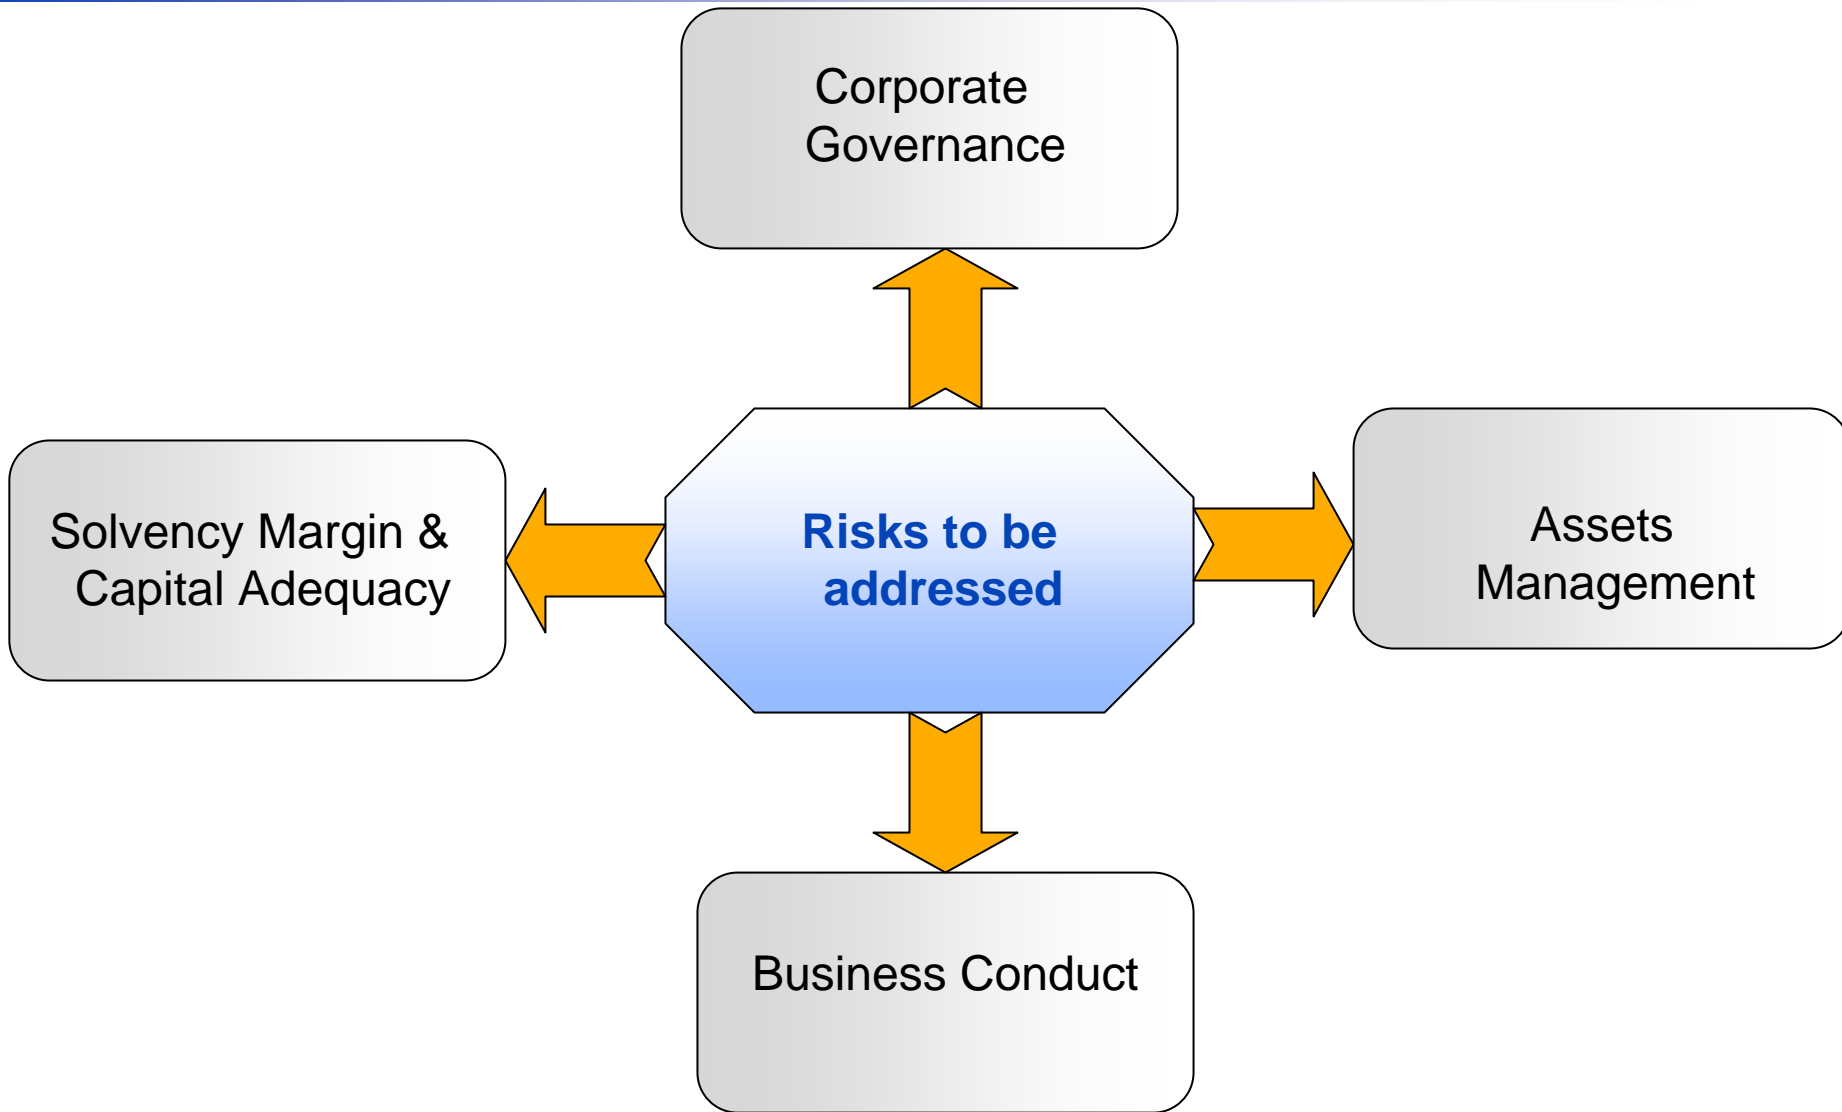 Corporate
Governance
Solvency Margin &
Capital Adequacy
Risks to be
addressed
Assets
Management
Business Conduct